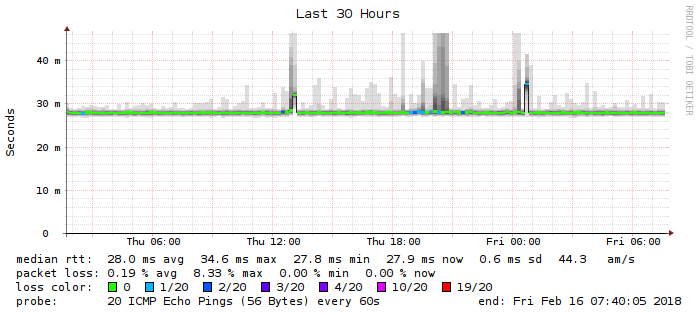 Last 30 Hours
RRDTOOL / TOBI OETIKER
Seconds
40 m
30 m
20 m
10 m
0
Thu 06:00 Thu 12:00 Thu 18:00 Fri 00:00 Fri 06:00
median rtt: 28.0 ms avg 34.6 ms max 27.8 ms min 27.9 ms now 0.6 ms sd 44.3 am/s
packet loss: 0.19 % avg 8.33 % max 0.00 % min 0.00 % now
loss color: 0 1/20 2/20 3/20 4/20 10/20 19/20
probe: 20 ICMP Echo Pings (56 Bytes) every 60s end: Fri Feb 16 07:40:05 2018